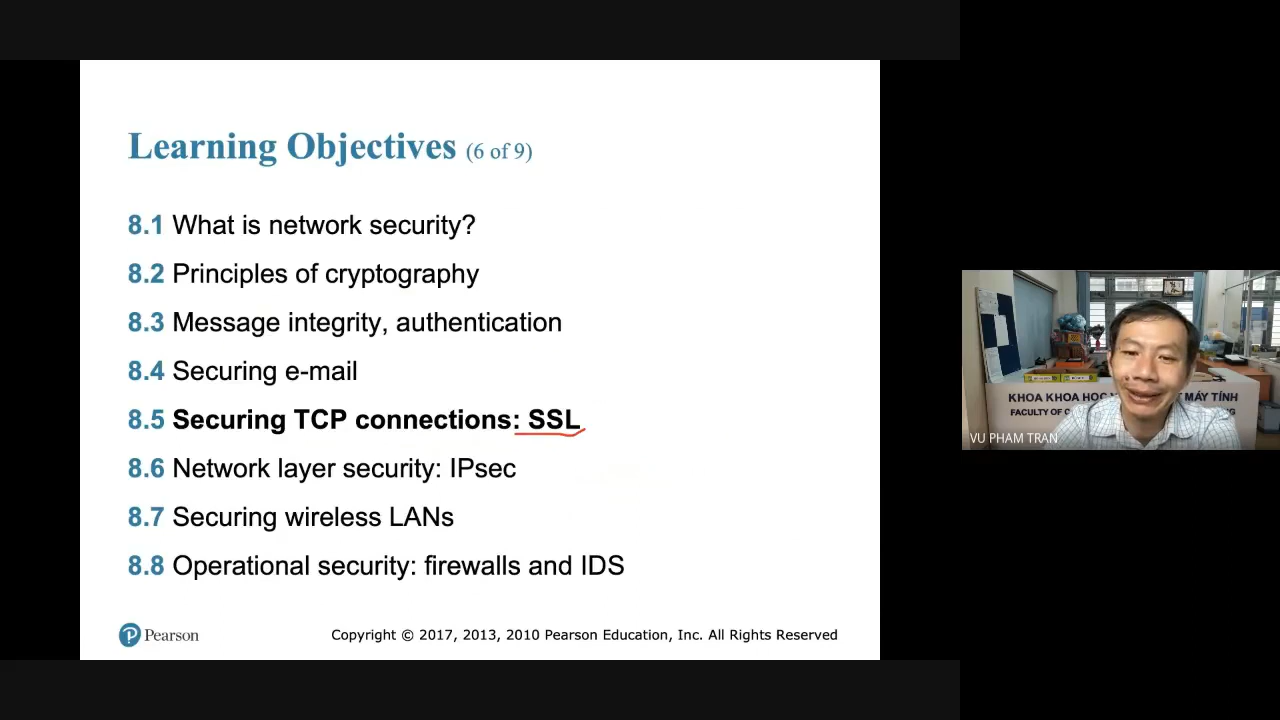 Learning Objectives (6 of 9)
8.1 What is network security?
8.2 Principles of cryptography
8.3 Message integrity, authentication
8.4 Securing e-mail
8.5 Securing TCP connections: SSL
8.6 Network layer security: IPsec
8.7 Securing wireless LANs
8.8 Operational security: firewalls and IDS
Pearson
Copyright © 2017, 2013, 2010 Pearson Education, Inc. All Rights Reserved
KHOA KHOA HỌC MÁY TÍNH
FACULTY OF
VU PHAM TRAN